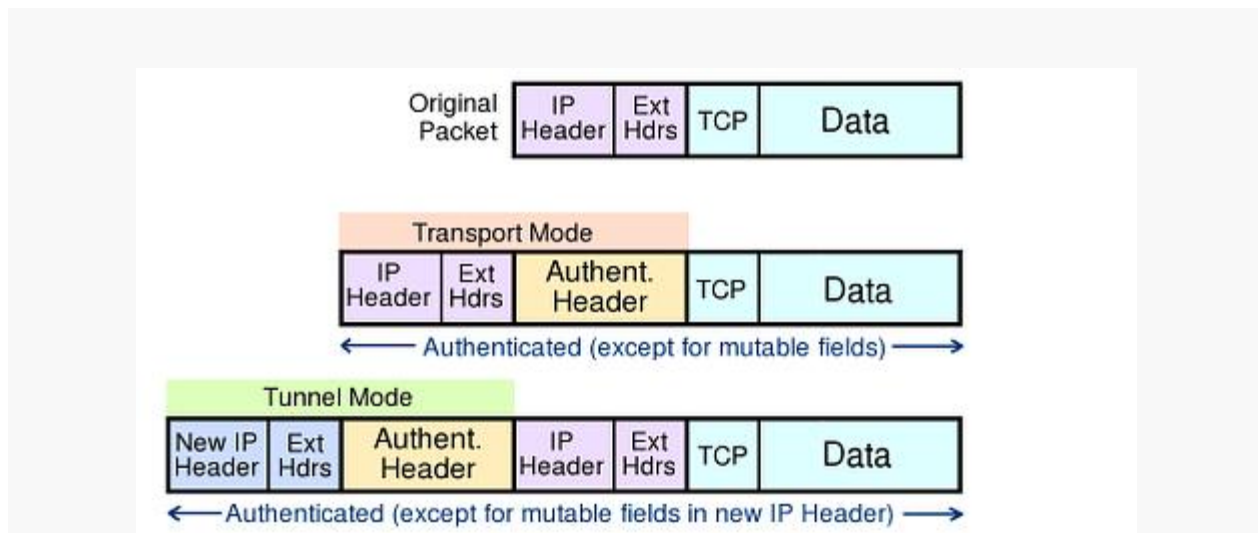 Original Packet
IP Header
Ext Hdrs
TCP
Data
Transport Mode
IP Header
Ext Hdrs
Authent. Header
TCP
Data
Authenticated (except for mutable fields)
Tunnel Mode
New IP Header
Ext Hdrs
Authent. Header
IP Header
Ext Hdrs
TCP
Data
Authenticated (except for mutable fields in new IP Header)